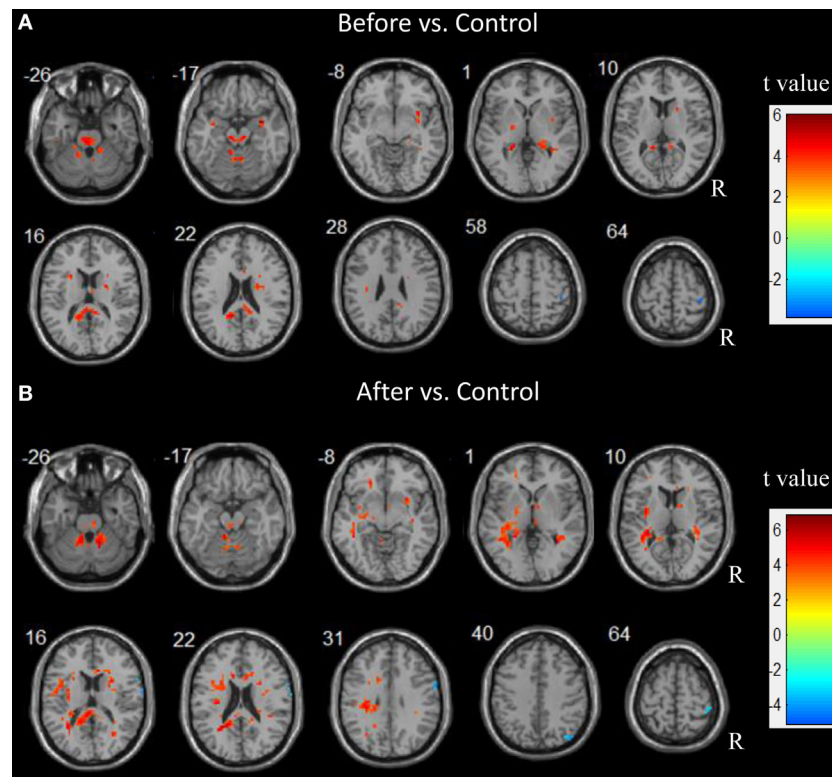 A Before vs. Control
-26 -17 -8 1 10
t value
6
4
2
0
-2
R
16 22 28 58 64
R
B After vs. Control
-26 -17 -8 1 10
t value
6
4
2
0
-2
-4
R
16 22 31 40 64
R